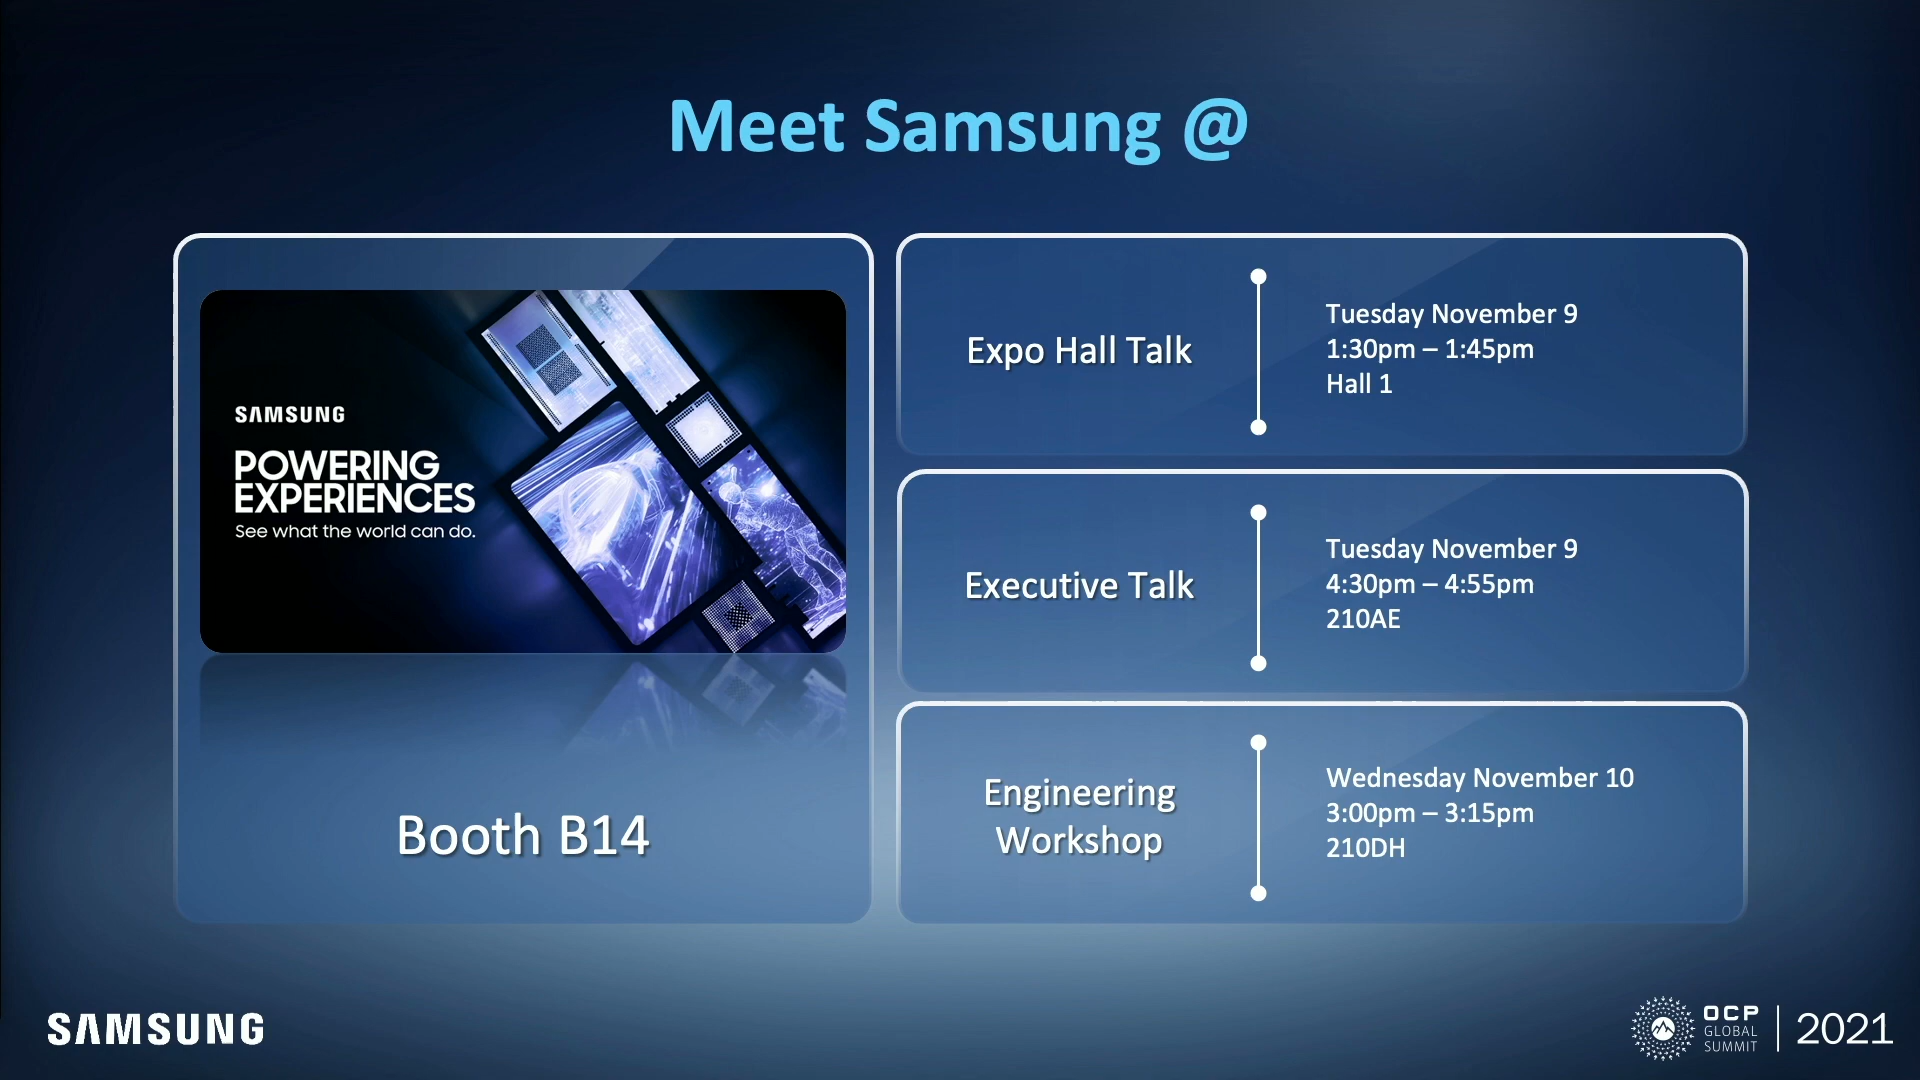 Meet Samsung @
SAMSUNG
POWERING
EXPERIENCES
See what the world can do.
Booth B14
Expo Hall Talk
Tuesday November 9
1:30pm – 1:45pm
Hall 1
Executive Talk
Tuesday November 9
4:30pm – 4:55pm
210AE
Engineering
Workshop
Wednesday November 10
3:00pm – 3:15pm
210DH
SAMSUNG
OCP
GLOBAL
SUMMIT
2021